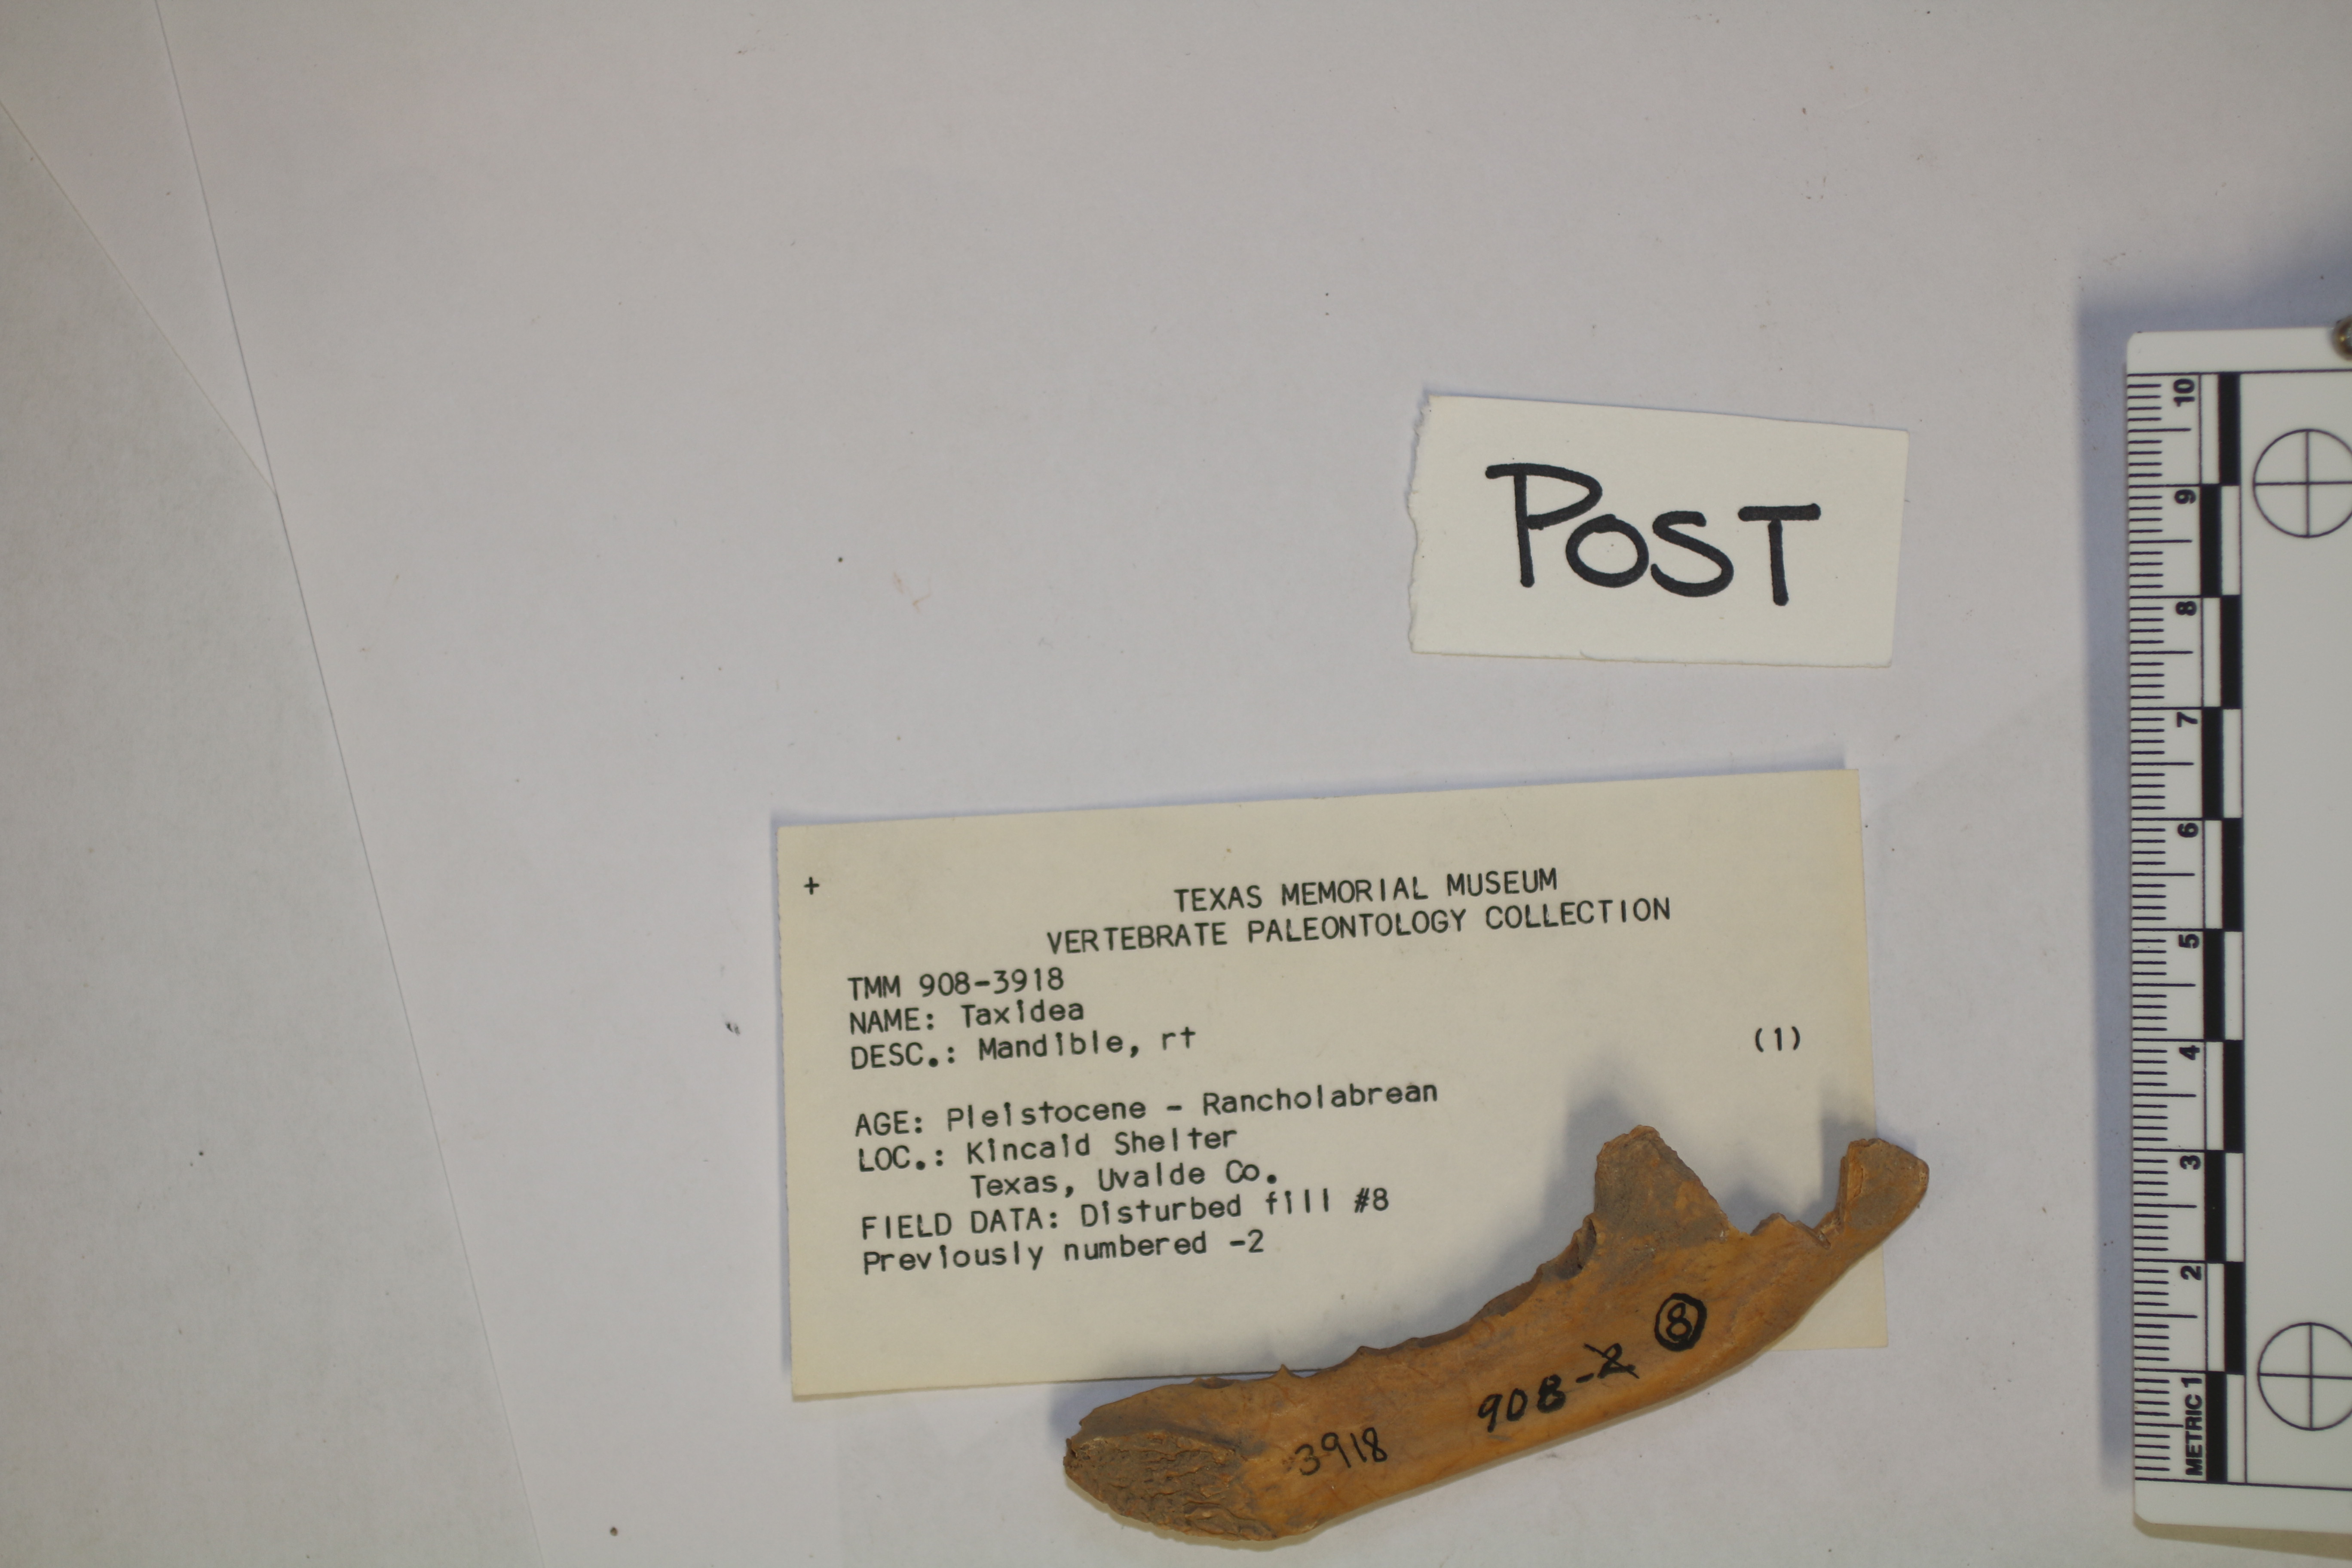 +
TEXAS MEMORIAL MUSEUM
VERTEBRATE PALEONTOLOGY COLLECTION
TMM 908-3918
NAME: Taxidea
DESC.: Mandible, rt (1)
AGE: Pleistocene - Rancholabrean
LOC.: Kincaid Shelter
Texas, Uvalde Co.
FIELD DATA: Disturbed fill #8
Previously numbered -2
3918
908-2
8
POST
METRIC 1 2 3 4 5 6 7 8 9 10